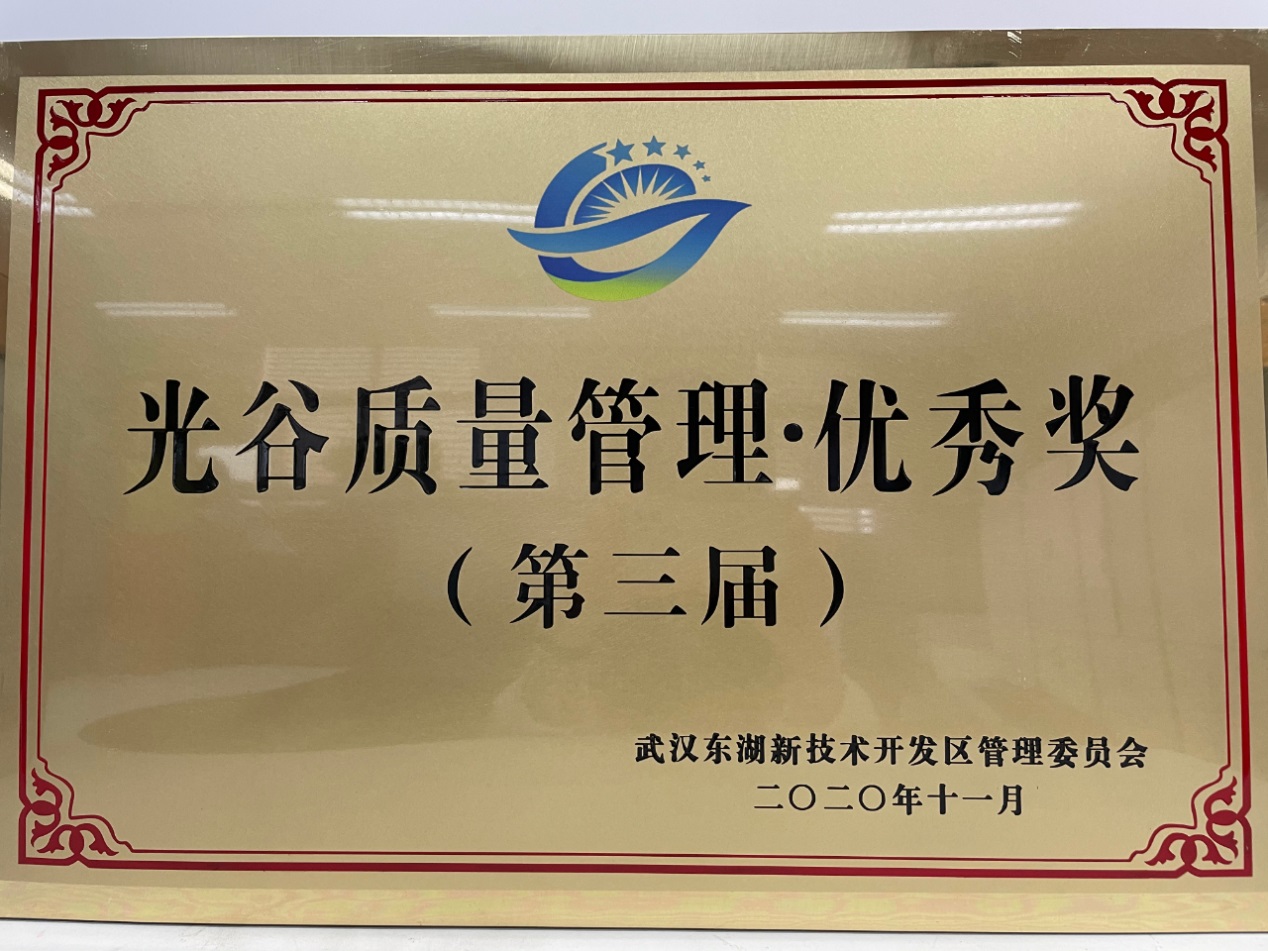 光谷质量管理·优秀奖
（第三届）
武汉东湖新技术开发区管理委员会
二〇二〇年十一月